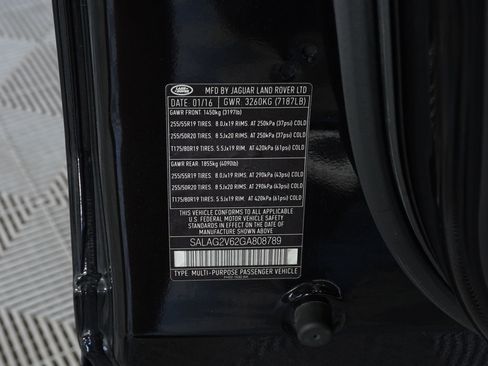 LAND ROVER
MFD BY JAGUAR LAND ROVER LTD
DATE: 01/16 GWR. 3260KG (7187LB)
GAWR FRONT 1450kg (3197lb)
255/55R19 TIRES. 8.0Jx19 RIMS. AT 250kPa (37psi) COLD
255/50R20 TIRES. 8.5Jx20 RIMS. AT 250kPa (37psi) COLD
T175/80R19 TIRES. 5.5Jx19 RIM. AT 420kPa (61psi) COLD
GAWR REAR. 1855kg (4090lb)
255/55R19 TIRES. 8.0Jx19 RIMS. AT 290kPa (43psi) COLD
255/50R20 TIRES. 8.5Jx20 RIMS. AT 290kPa (43psi) COLD
T175/80R19 TIRES. 5.5Jx19 RIM. AT 420kPa (61psi) COLD
THIS VEHICLE CONFORMS TO ALL APPLICABLE
U.S. FEDERAL MOTOR VEHICLE SAFETY
STANDARDS IN EFFECT ON THE DATE OF
MANUFACTURE SHOWN ABOVE
SALAG2V62GA808789
TYPE: MULTI-PURPOSE PASSENGER VEHICLE